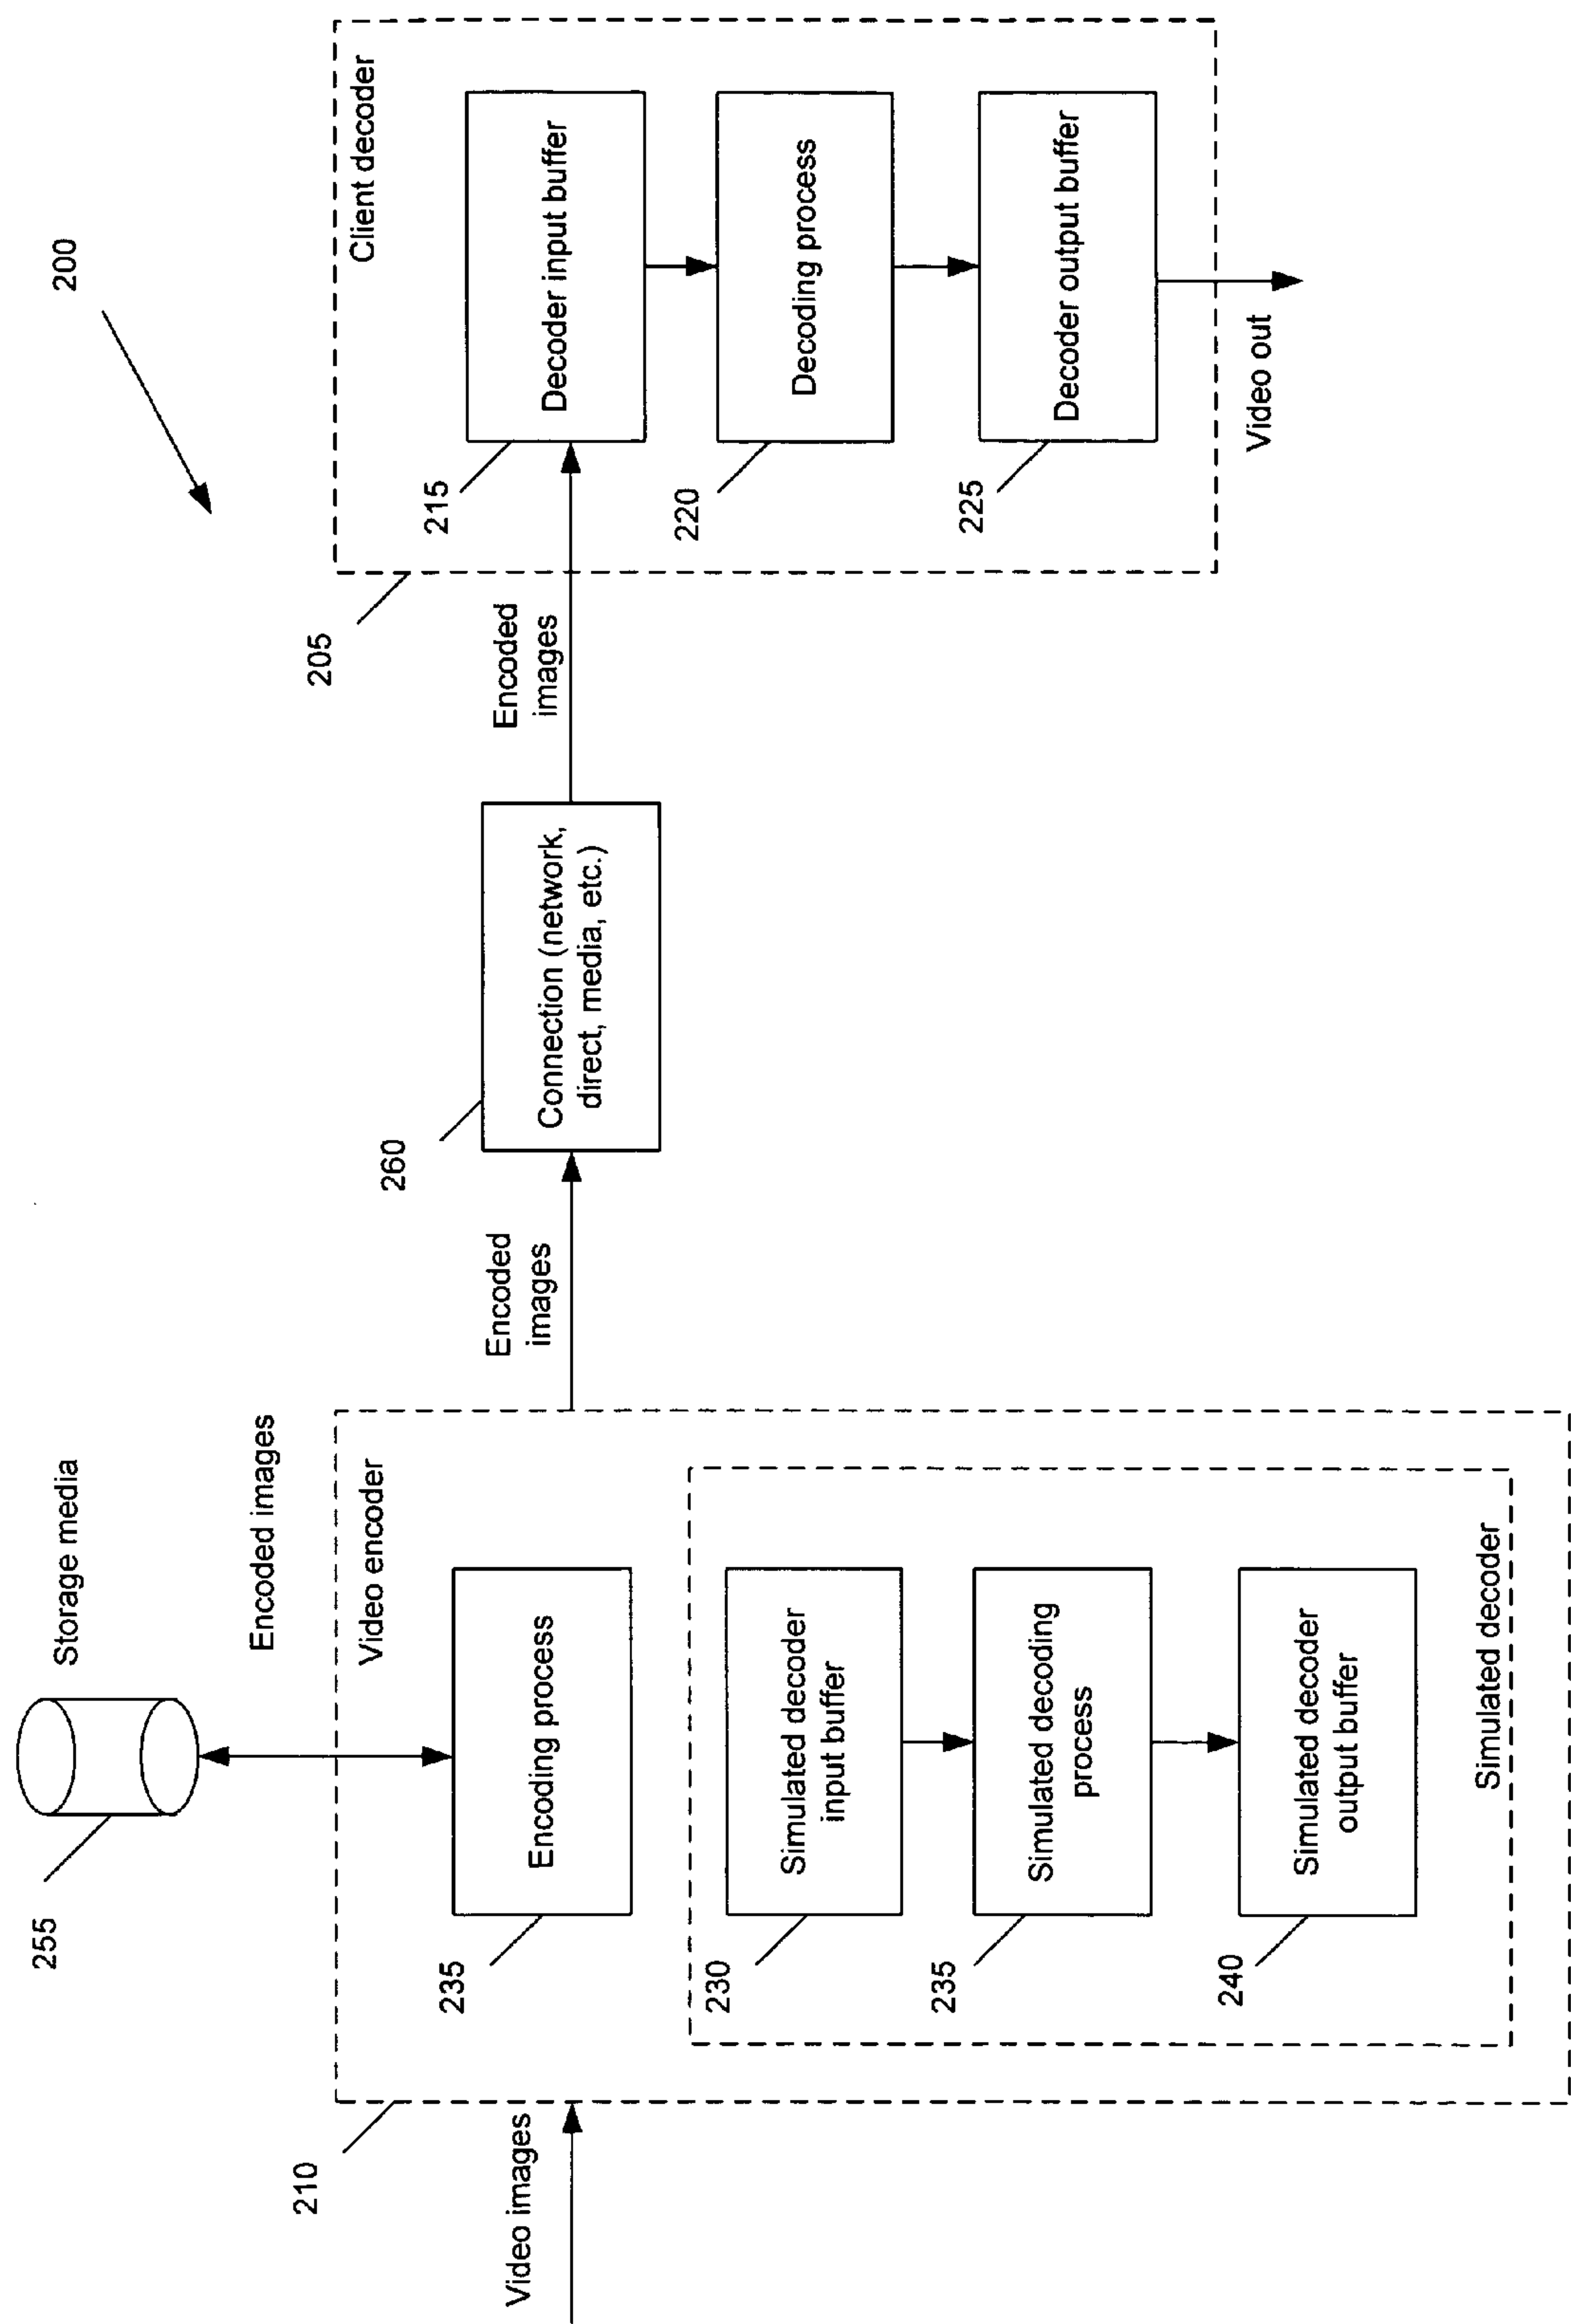 200
Storage media
255
Encoded images
Video encoder
210
Video images
Encoding process
235
Simulated decoder
input buffer
230
Simulated decoding
process
235
Simulated decoder
output buffer
240
Simulated decoder
Encoded
images
Connection (network,
direct, media, etc.)
260
Encoded
images
205
Client decoder
Decoder input buffer
215
Decoding process
220
Decoder output buffer
225
Video out